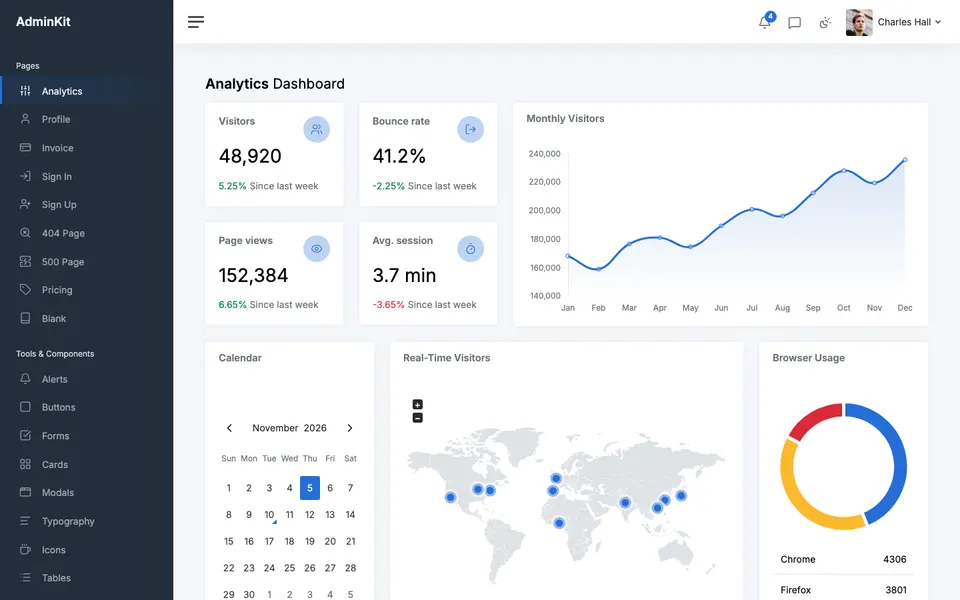 AdminKit
Pages
Analytics
Profile
Invoice
Sign In
Sign Up
404 Page
500 Page
Pricing
Blank
Tools & Components
Alerts
Buttons
Forms
Cards
Modals
Typography
Icons
Tables
4
Charles Hall
Analytics Dashboard
Visitors
48,920
5.25% Since last week
Bounce rate
41.2%
-2.25% Since last week
Page views
152,384
6.65% Since last week
Avg. session
3.7 min
-3.65% Since last week
Monthly Visitors
240,000
220,000
200,000
180,000
160,000
140,000
Jan Feb Mar Apr May Jun Jul Aug Sep Oct Nov Dec
Calendar
November 2026
Sun Mon Tue Wed Thu Fri Sat
1 2 3 4 5 6 7
8 9 10 11 12 13 14
15 16 17 18 19 20 21
22 23 24 25 26 27 28
29 30 1 2 3 4 5
Real-Time Visitors
+
−
Browser Usage
Chrome 4306
Firefox 3801